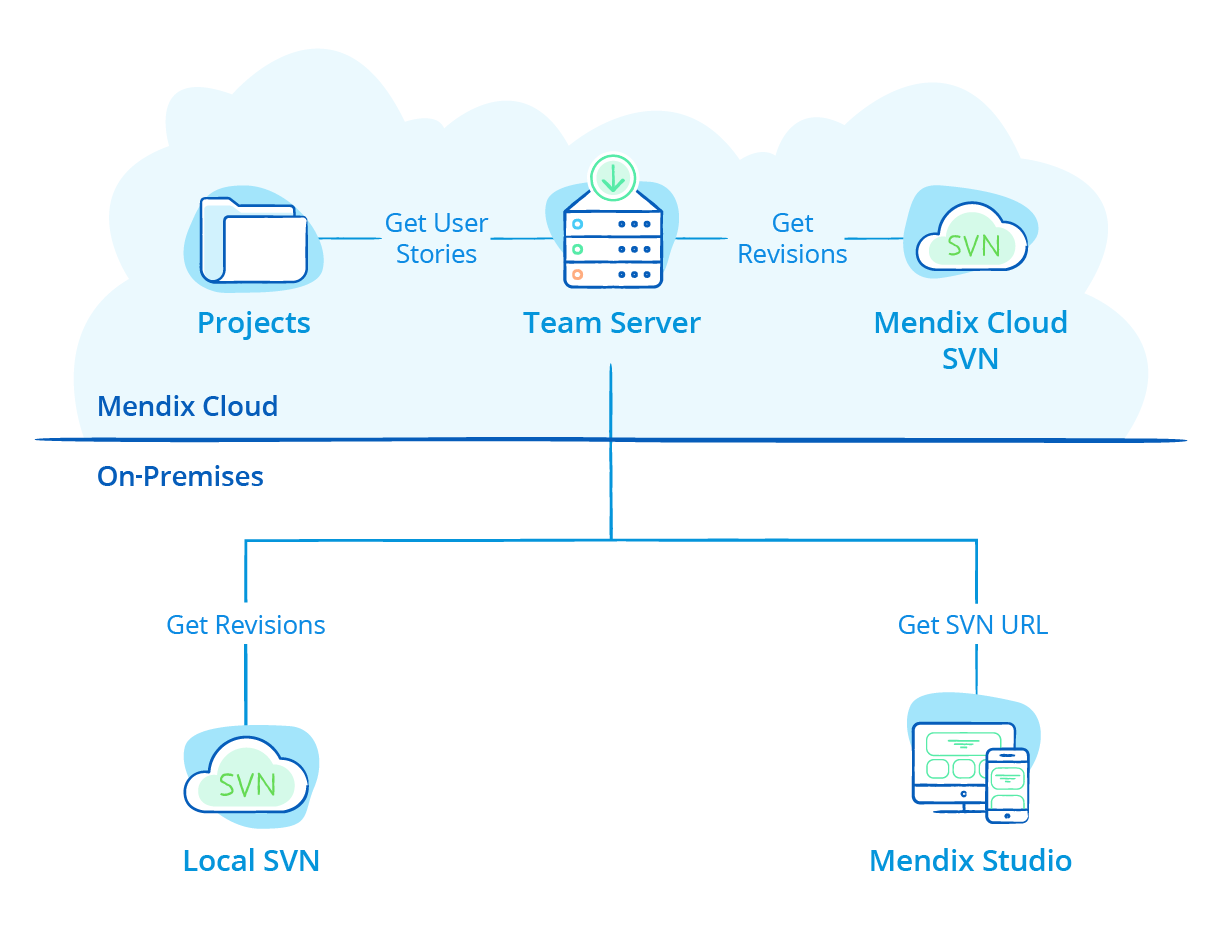 Get User
Stories
Get
Revisions
SVN
Projects
Team Server
Mendix Cloud
SVN
Mendix Cloud
On-Premises
Get Revisions
Get SVN URL
SVN
Local SVN
Mendix Studio